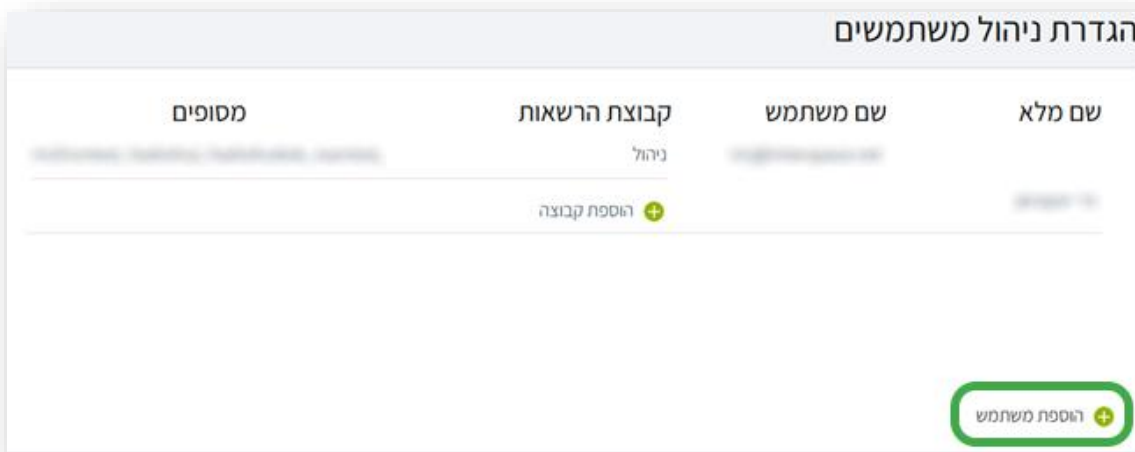 הגדרת ניהול משתמשים
שם מלא שם משתמש קבוצת הרשאות מסופים
ניהול
הוספת קבוצה
הוספת משתמש